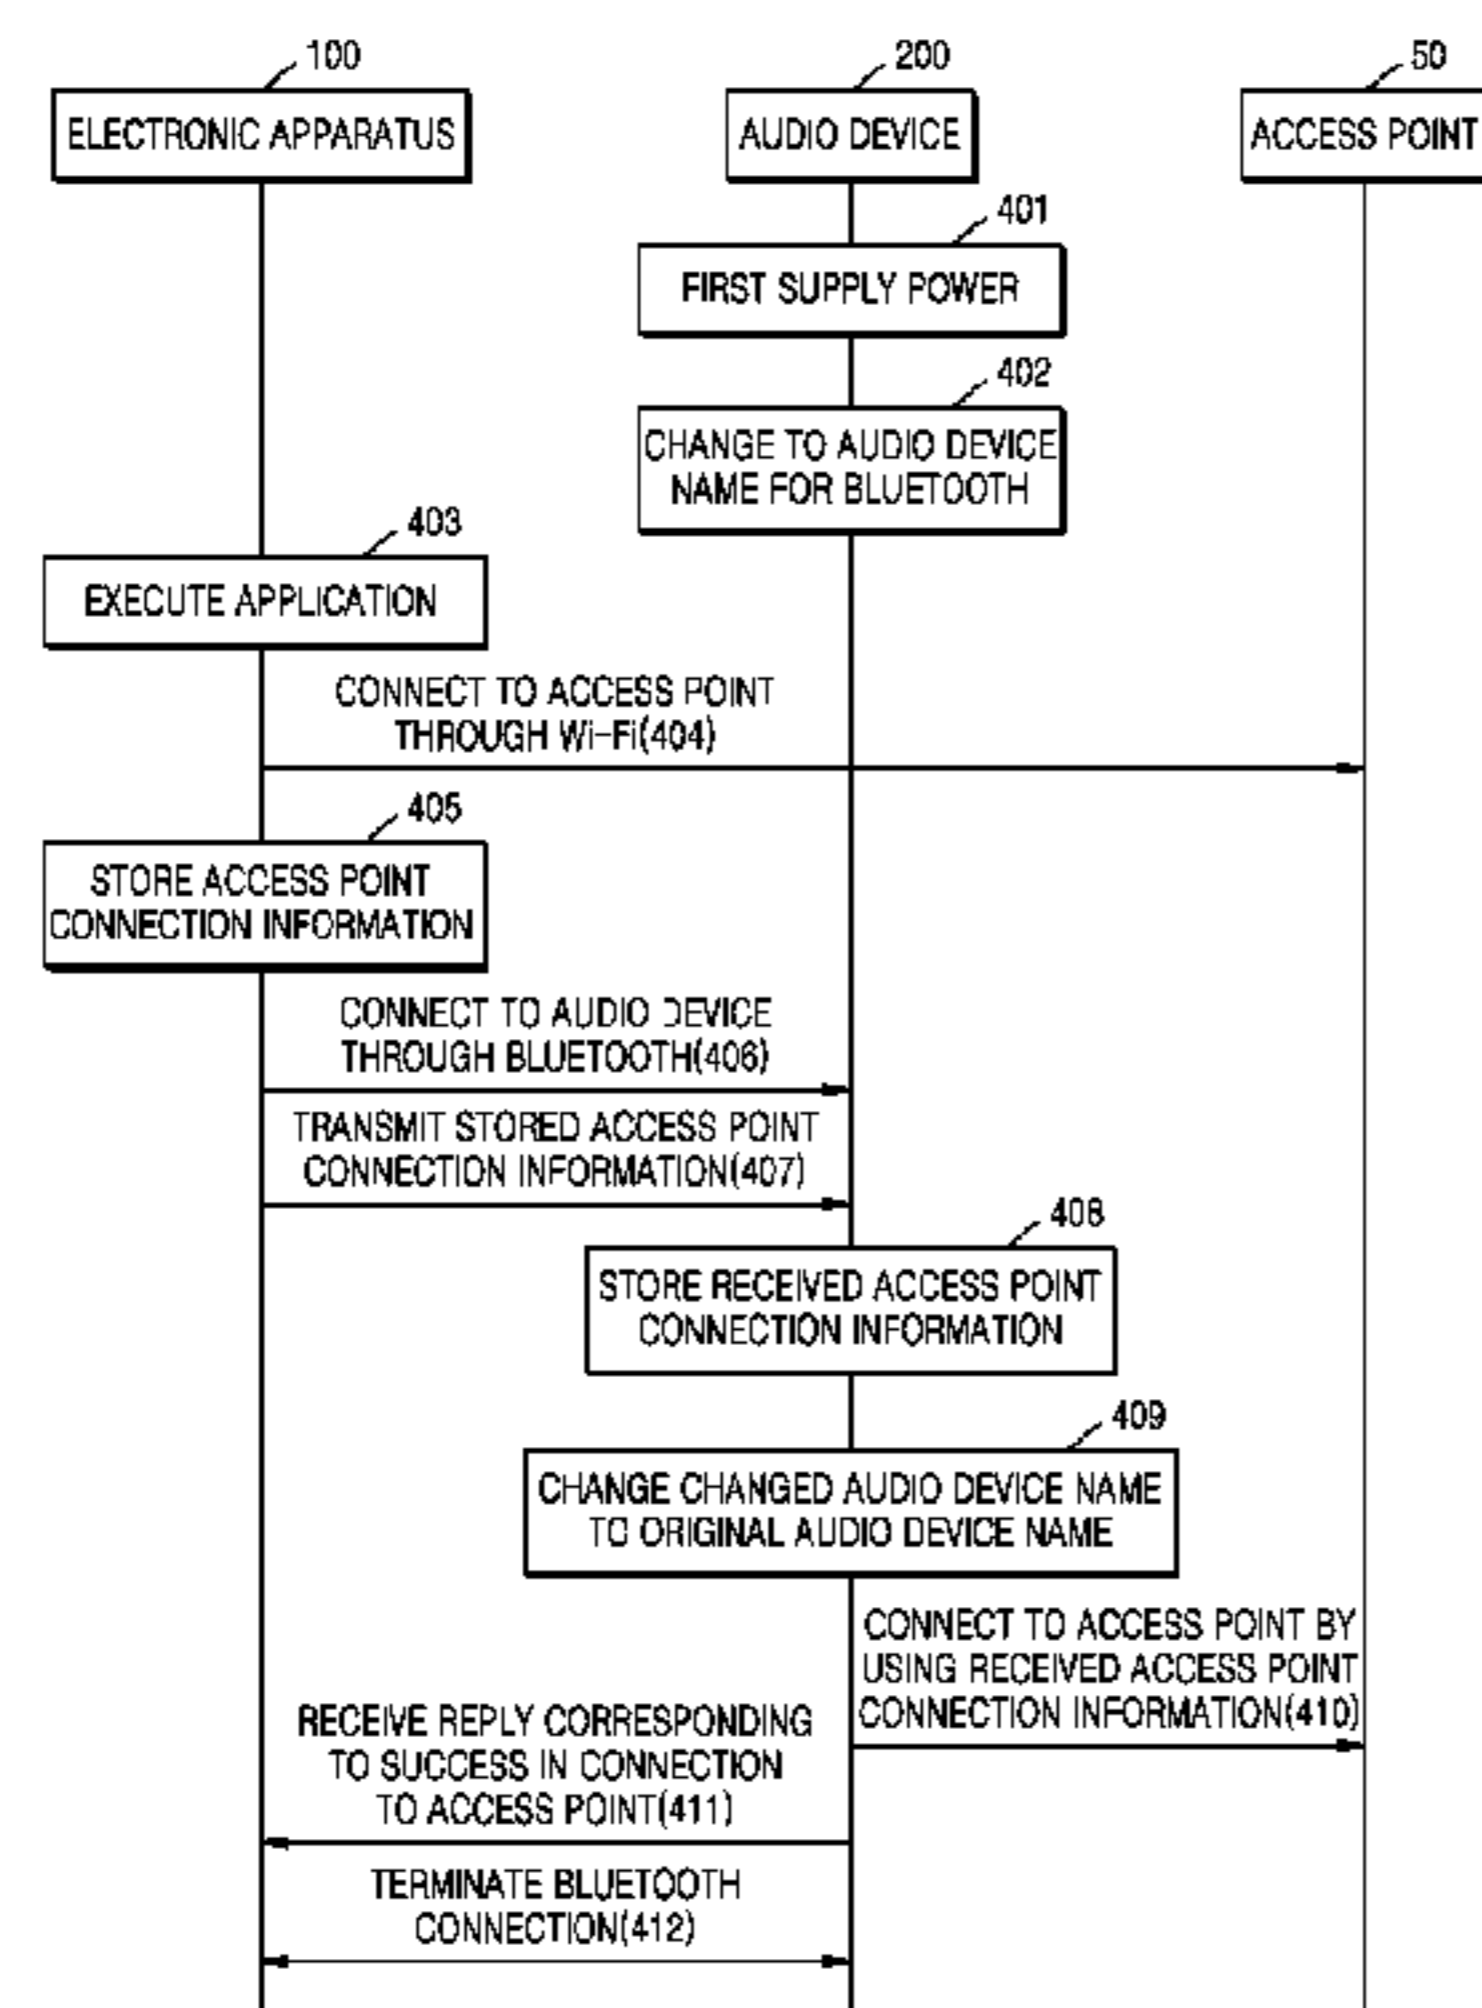 100
200
50
ELECTRONIC APPARATUS
AUDIO DEVICE
ACCESS POINT
401
FIRST SUPPLY POWER
402
CHANGE TO AUDIO DEVICE
NAME FOR BLUETOOTH
403
EXECUTE APPLICATION
CONNECT TO ACCESS POINT
THROUGH Wi-Fi(404)
405
STORE ACCESS POINT
CONNECTION INFORMATION
CONNECT TO AUDIO DEVICE
THROUGH BLUETOOTH(406)
TRANSMIT STORED ACCESS POINT
CONNECTION INFORMATION(407)
408
STORE RECEIVED ACCESS POINT
CONNECTION INFORMATION
409
CHANGE CHANGED AUDIO DEVICE NAME
TO ORIGINAL AUDIO DEVICE NAME
CONNECT TO ACCESS POINT BY
USING RECEIVED ACCESS POINT
CONNECTION INFORMATION(410)
RECEIVE REPLY CORRESPONDING
TO SUCCESS IN CONNECTION
TO ACCESS POINT(411)
TERMINATE BLUETOOTH
CONNECTION(412)